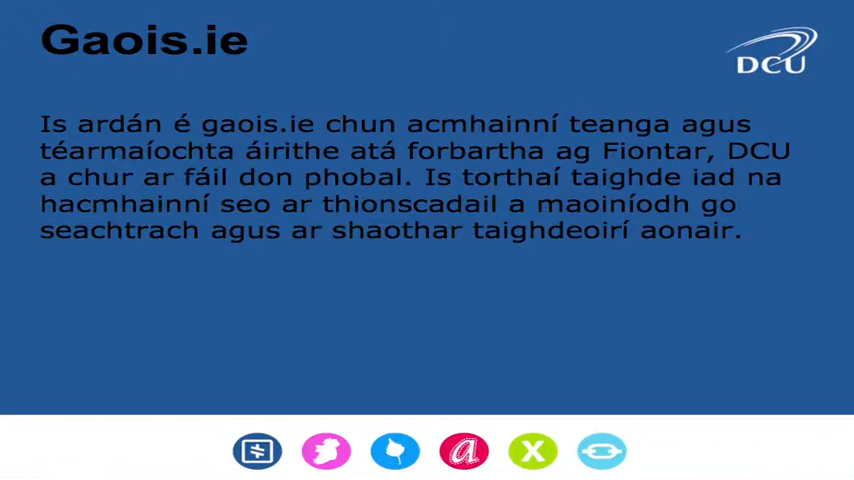 Gaois.ie
DCU
Is ardán é gaois.ie chun acmhainní teanga agus
téarmaíochta áirithe atá forbartha ag Fiontar, DCU
a chur ar fáil don phobal. Is torthaí taighde iad na
hacmhainní seo ar thionscadail a maoiníodh go
seachtrach agus ar shaothar taighdeoirí aonair.
a
X